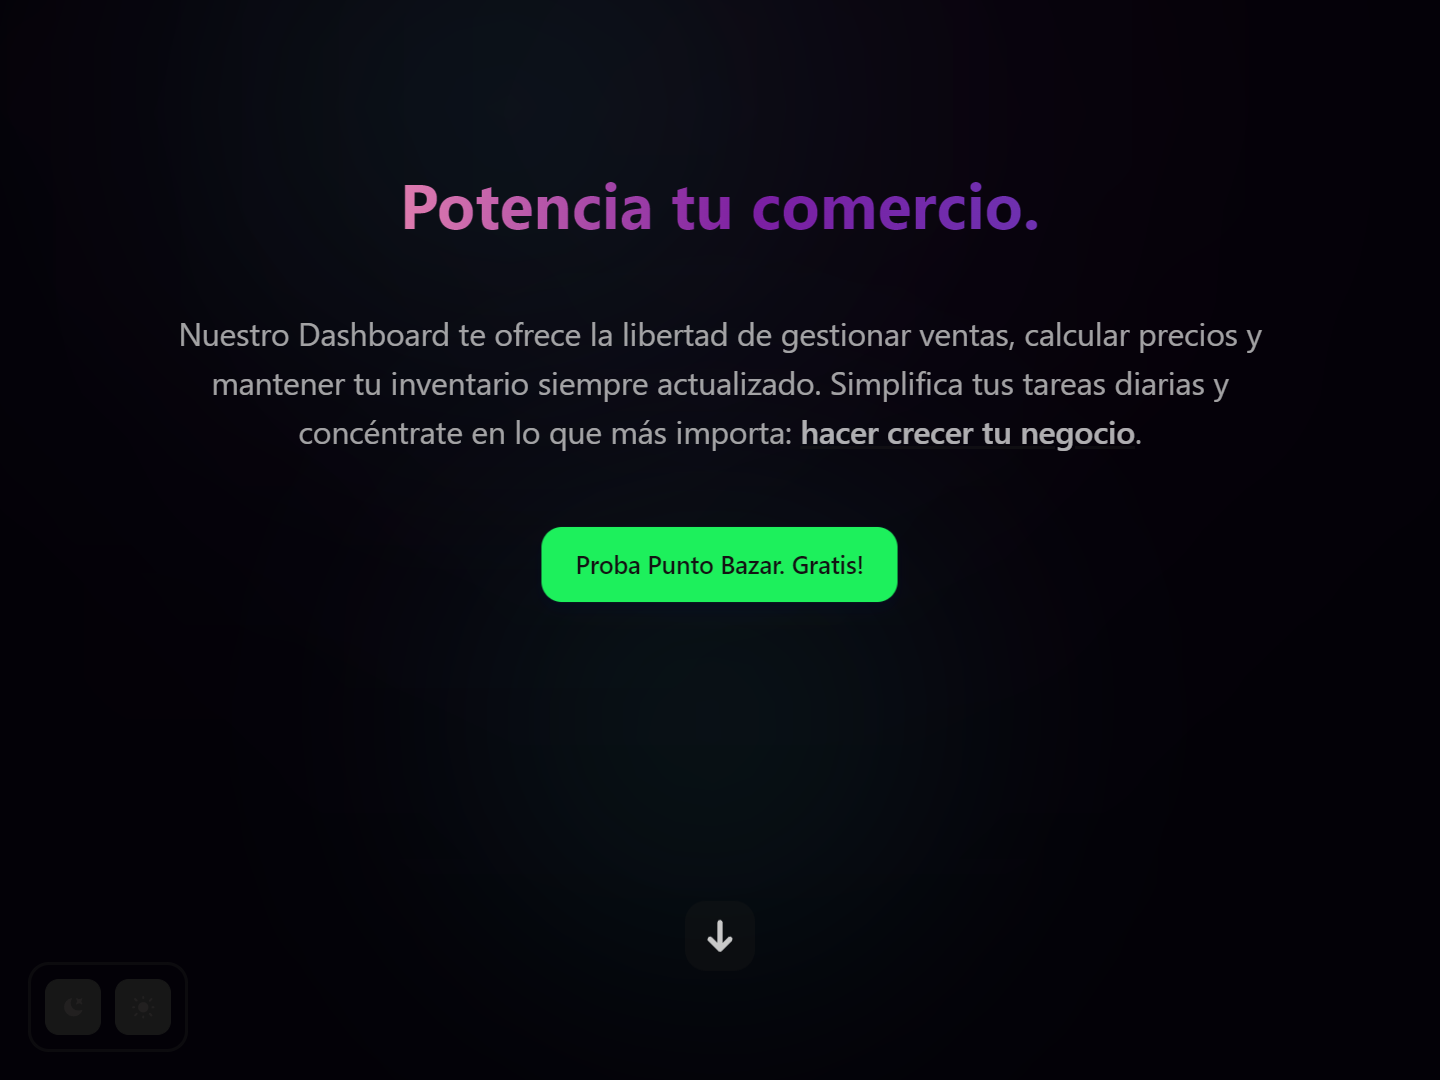 Potencia tu comercio.
Nuestro Dashboard te ofrece la libertad de gestionar ventas, calcular precios y
mantener tu inventario siempre actualizado. Simplifica tus tareas diarias y
concéntrate en lo que más importa: hacer crecer tu negocio.
Proba Punto Bazar. Gratis!